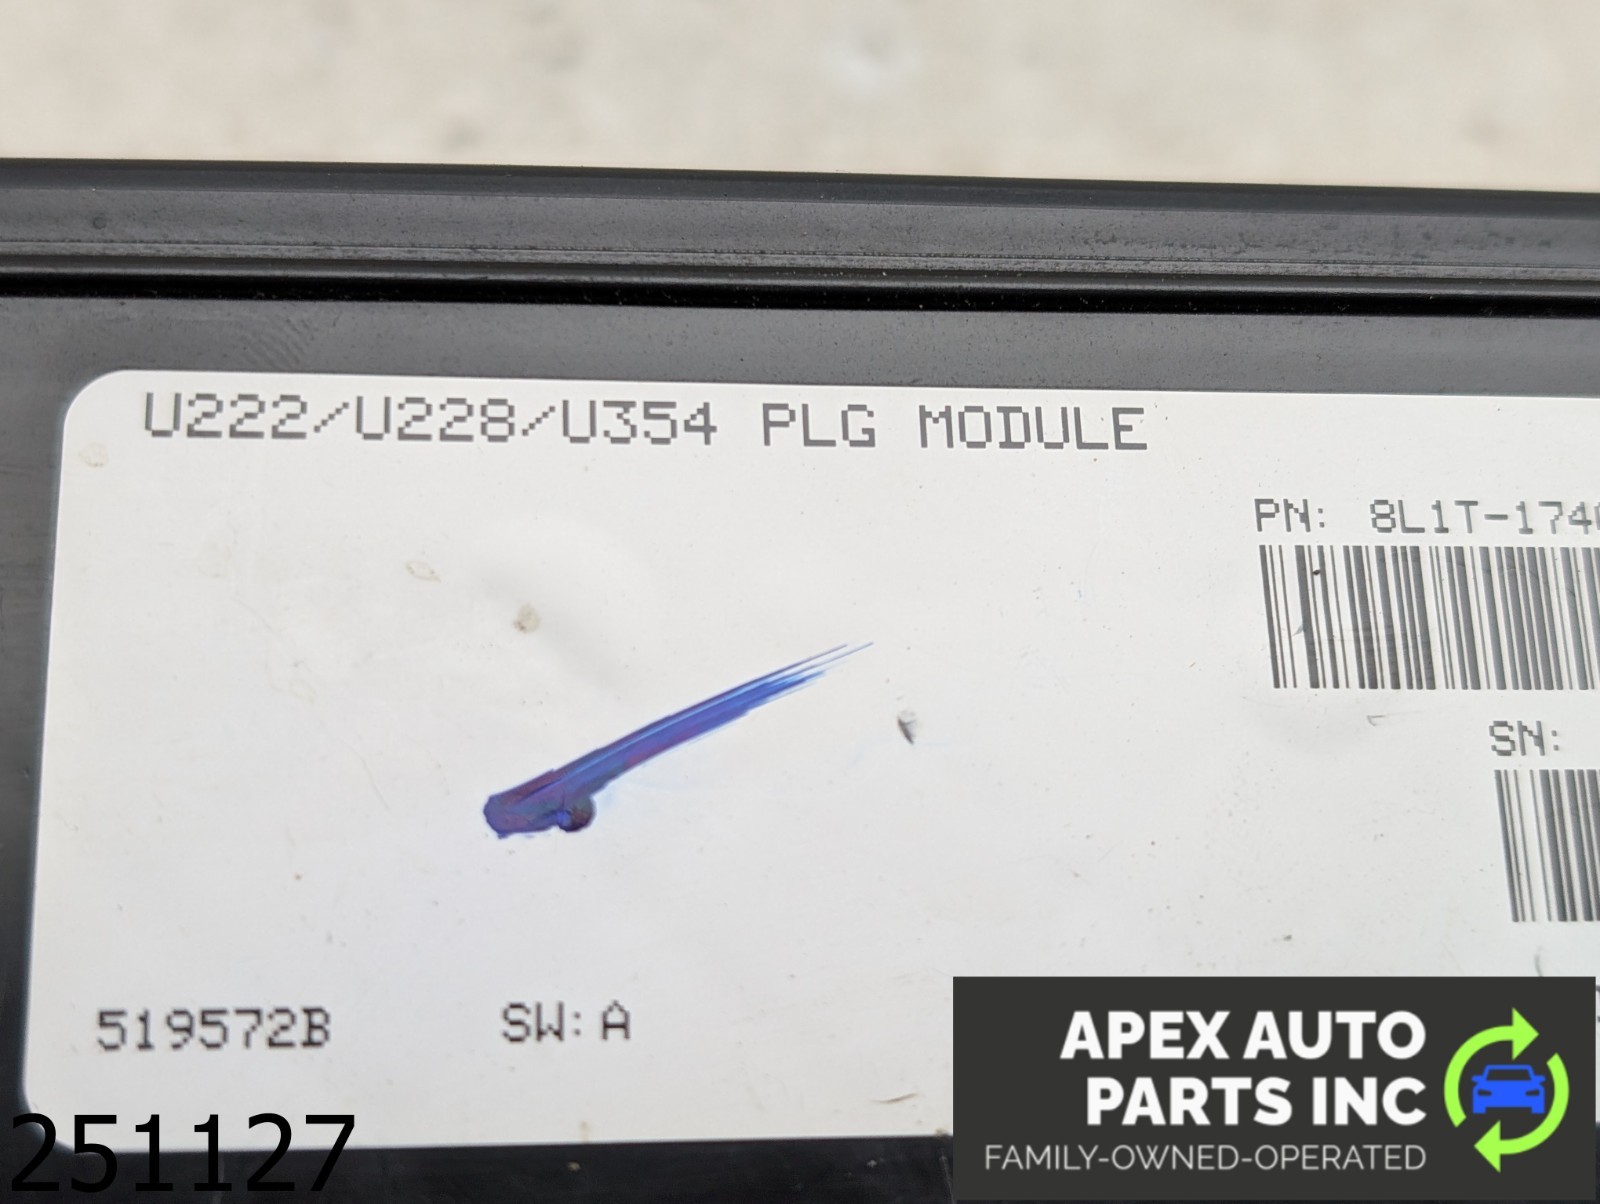 U222/U228/U354 PLG MODULE
PN: 8L1T-174
SN:
519572B SW:A
251127
APEX AUTO
PARTS INC
FAMILY-OWNED-OPERATED